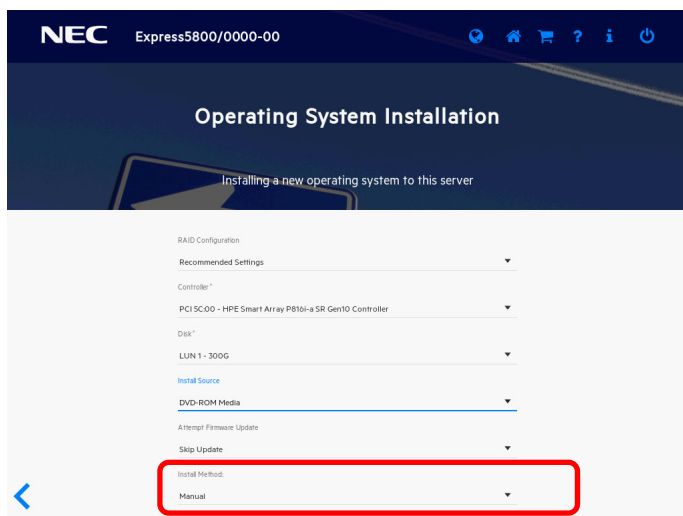 NEC Express5800/0000-00 ? i
Operating System Installation
Installing a new operating system to this server
RAID Configuration
Recommended Settings
Controller*
PCI 5C:00 - HPE Smart Array P816i-a SR Gen10 Controller
Disk*
LUN 1 - 300G
Install Source
DVD-ROM Media
Attempt Firmware Update
Skip Update
Install Method:
Manual